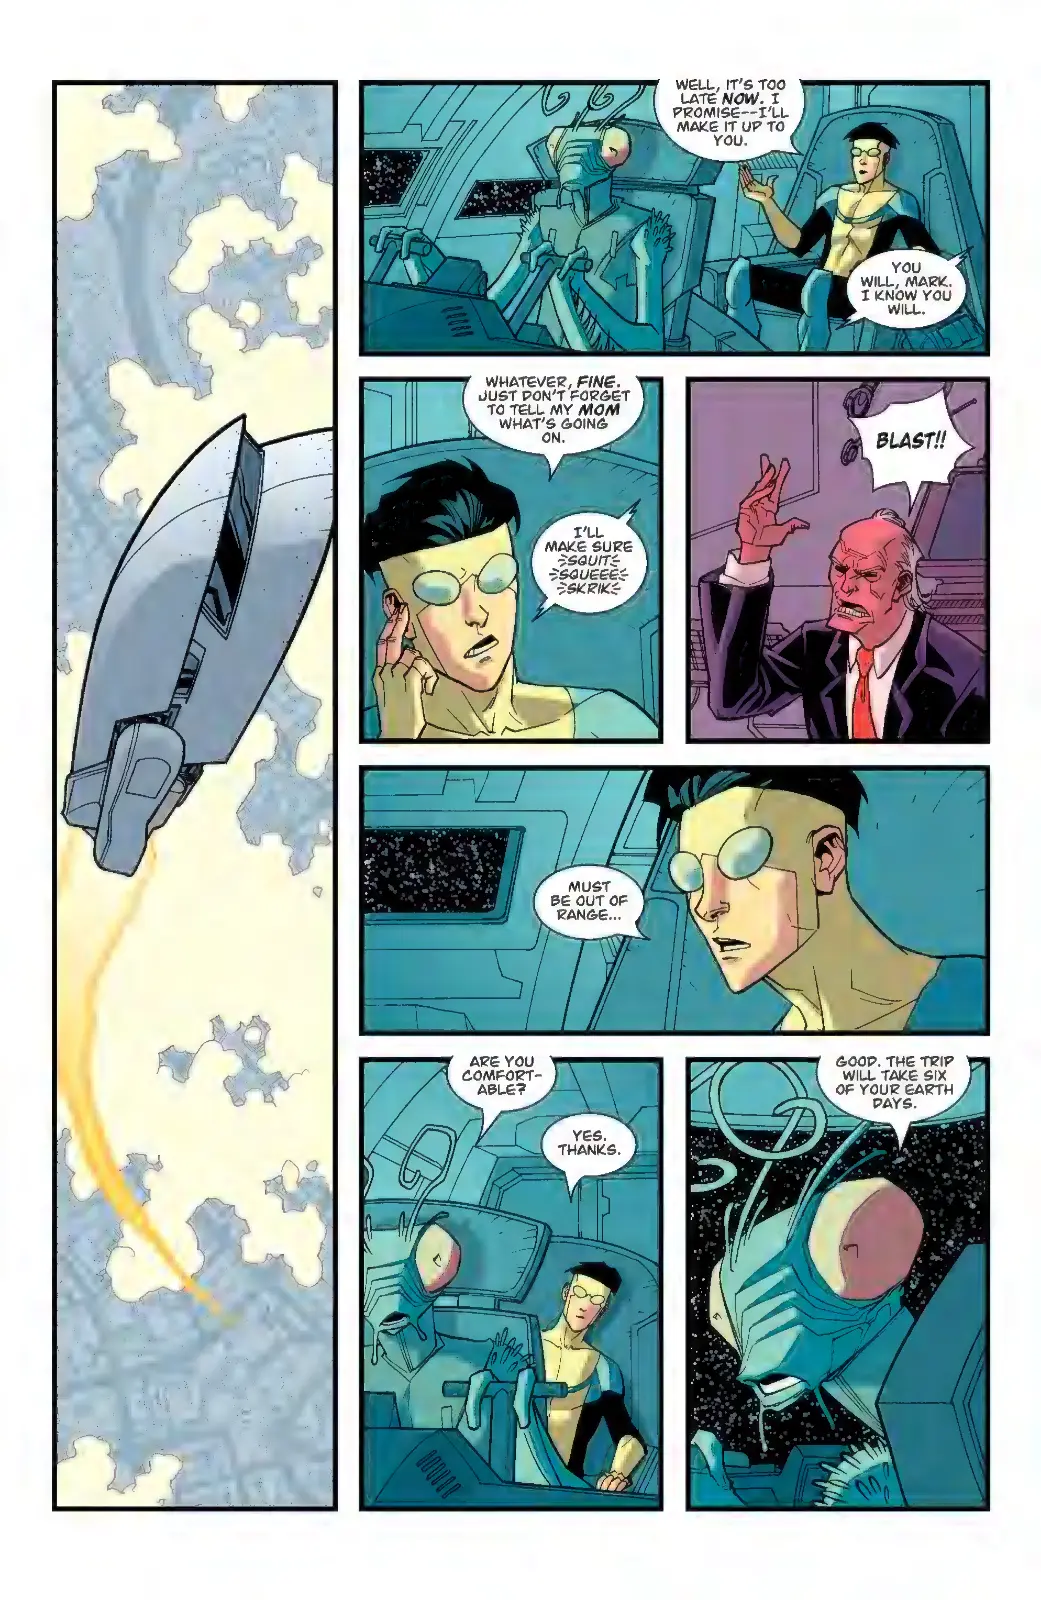 WELL, IT'S TOO
LATE NOW. I
PROMISE--I'LL
MAKE IT UP TO
YOU.
YOU
WILL, MARK.
I KNOW YOU
WILL.
WHATEVER, FINE.
JUST DON'T FORGET
TO TELL MY MOM
WHAT'S GOING
ON.
I'LL
MAKE SURE
SQUIT
SQUEEE
SKRIK
BLAST!!
MUST
BE OUT OF
RANGE...
ARE YOU
COMFORT-
ABLE?
YES.
THANKS.
GOOD. THE TRIP
WILL TAKE SIX
OF YOUR EARTH
DAYS.